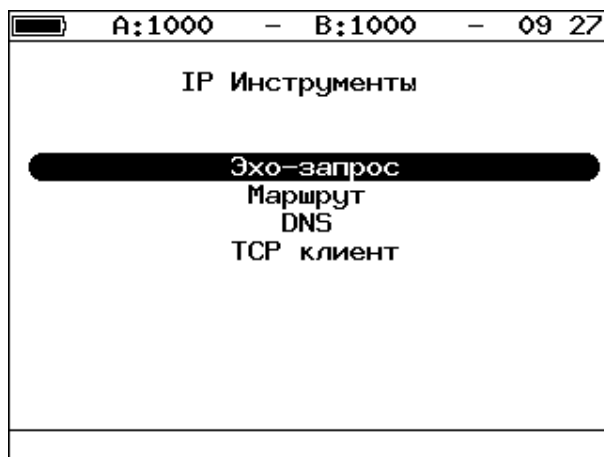 A:1000 – B:1000 – 09 27
IP Инструменты
Эхо-запрос
Маршрут
DNS
TCP клиент